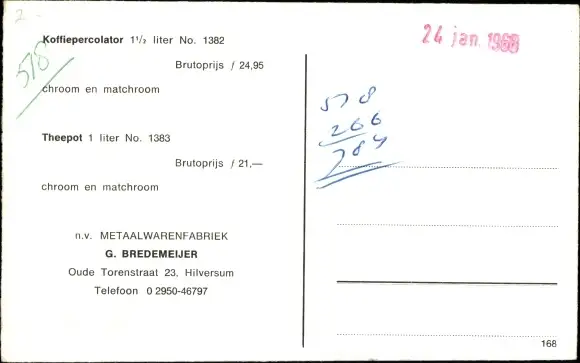 2-
Koffiepercolator 1½ liter No. 1382
578
Brutoprijs f 24,95
chroom en matchroom
Theepot 1 liter No. 1383
Brutoprijs f 21,—
chroom en matchroom
n.v. METAALWARENFABRIEK
G. BREDEMEIJER
Oude Torenstraat 23, Hilversum
Telefoon 0 2950-46797
24 jan. 1968
578
266
784
168